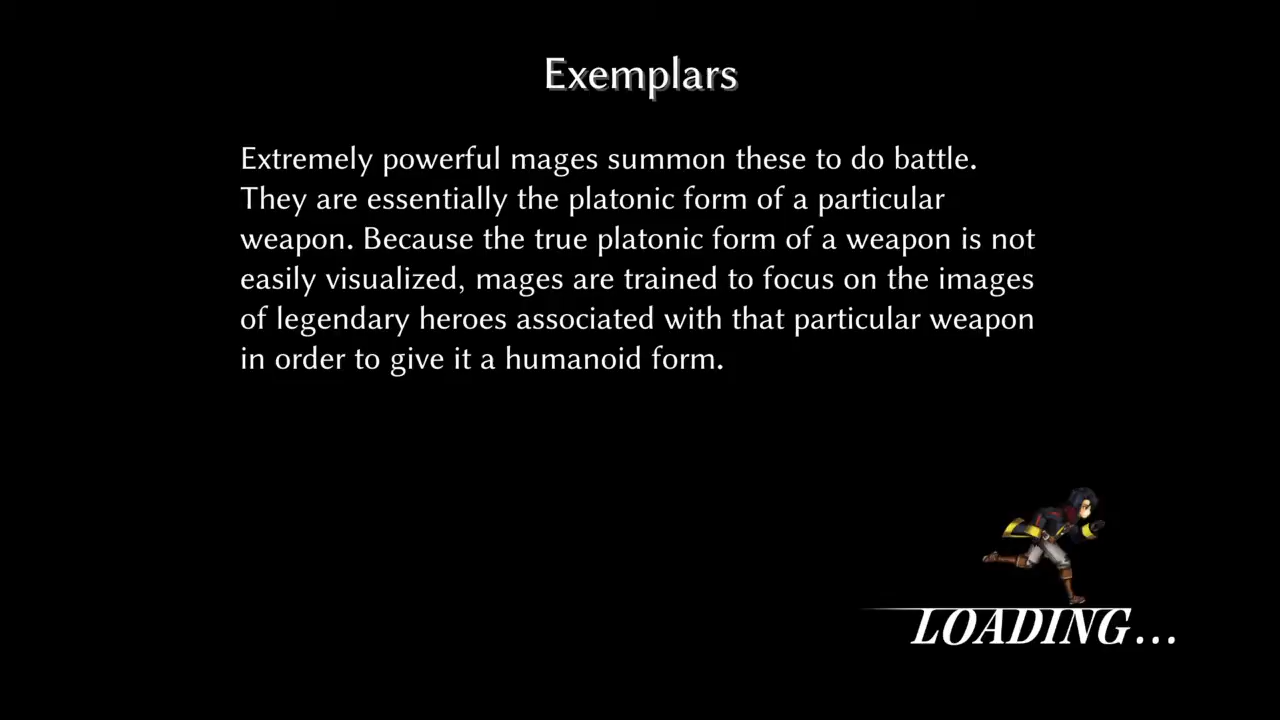 Exemplars
Extremely powerful mages summon these to do battle.
They are essentially the platonic form of a particular
weapon. Because the true platonic form of a weapon is not
easily visualized, mages are trained to focus on the images
of legendary heroes associated with that particular weapon
in order to give it a humanoid form.
LOADING...